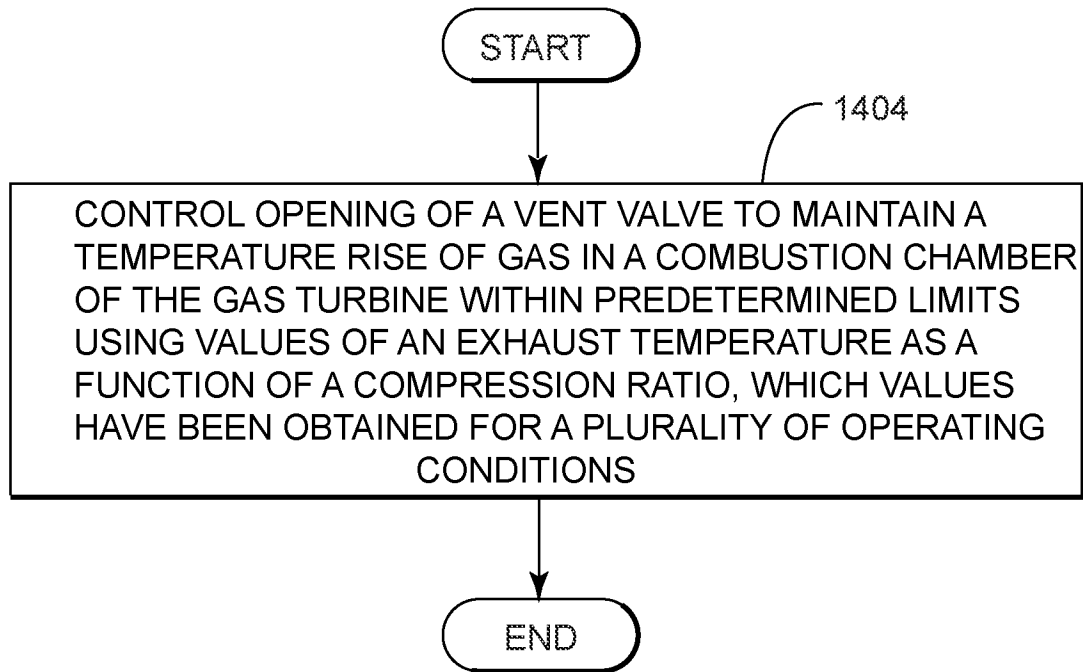 START
1404
CONTROL OPENING OF A VENT VALVE TO MAINTAIN A
TEMPERATURE RISE OF GAS IN A COMBUSTION CHAMBER
OF THE GAS TURBINE WITHIN PREDETERMINED LIMITS
USING VALUES OF AN EXHAUST TEMPERATURE AS A
FUNCTION OF A COMPRESSION RATIO, WHICH VALUES
HAVE BEEN OBTAINED FOR A PLURALITY OF OPERATING
CONDITIONS
END